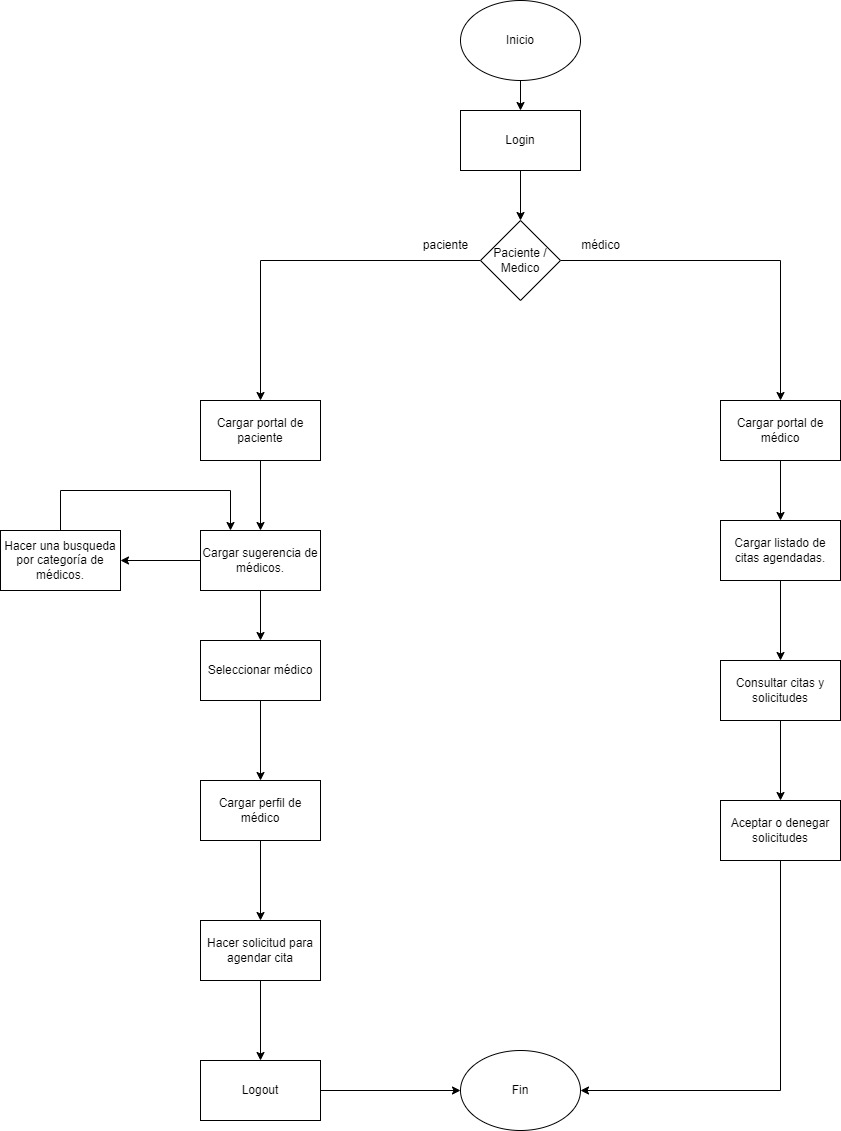 Inicio
Login
paciente
médico
Paciente /
Medico
Cargar portal de
paciente
Cargar portal de
médico
Hacer una busqueda
por categoría de
médicos.
Cargar sugerencia de
médicos.
Cargar listado de
citas agendadas.
Seleccionar médico
Consultar citas y
solicitudes
Cargar perfil de
médico
Aceptar o denegar
solicitudes
Hacer solicitud para
agendar cita
Logout
Fin